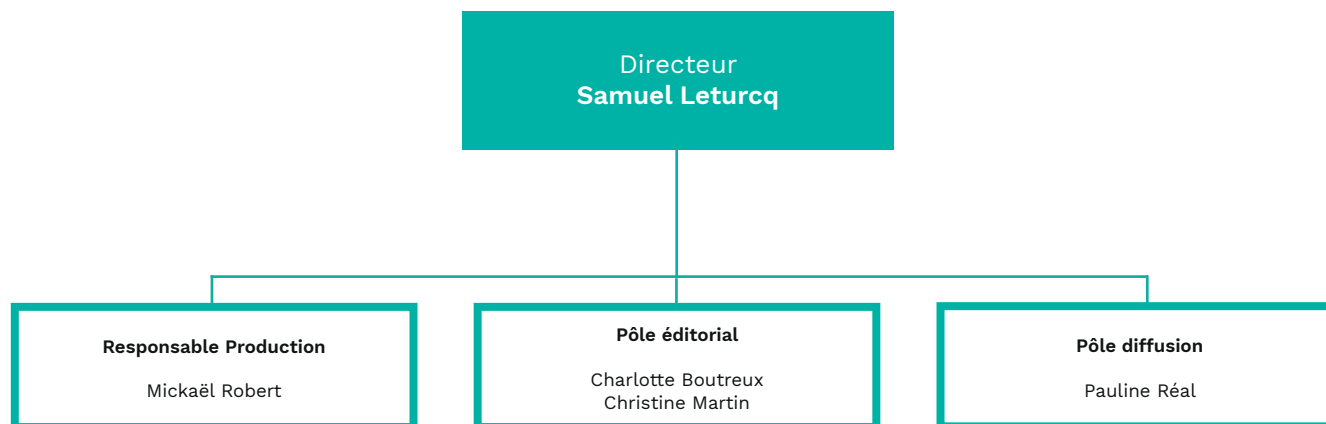 Directeur
Samuel Leturcq
Responsable Production
Mickaël Robert
Pôle éditorial
Charlotte Boutreux
Christine Martin
Pôle diffusion
Pauline Réal